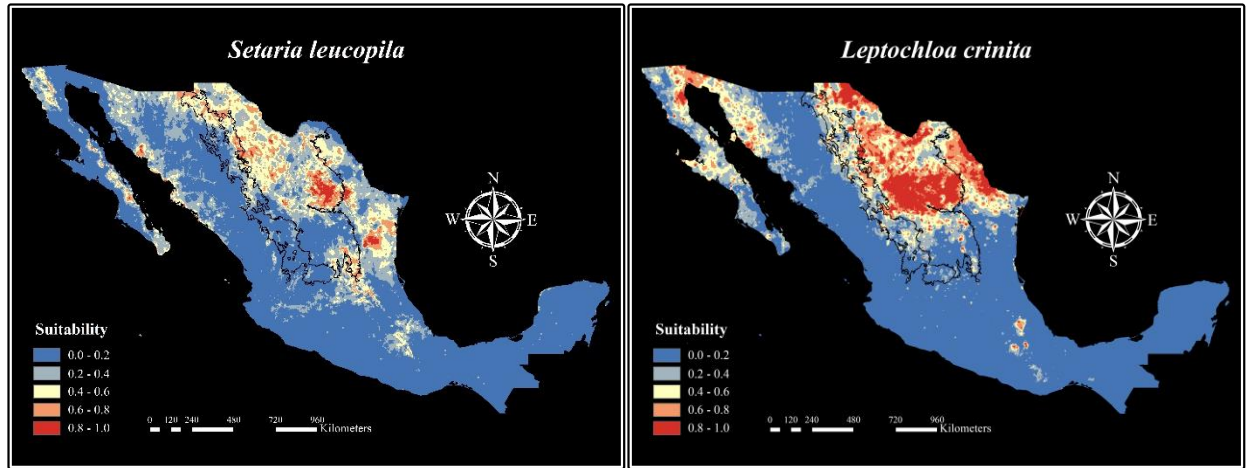 Setaria leucopila
N
W E
S
Suitability
0.0 - 0.2
0.2 - 0.4
0.4 - 0.6
0.6 - 0.8
0.8 - 1.0
0 120 240 480 720 960
Kilometers
Leptochloa crinita
N
W E
S
Suitability
0.0 - 0.2
0.2 - 0.4
0.4 - 0.6
0.6 - 0.8
0.8 - 1.0
0 120 240 480 720 960
Kilometers